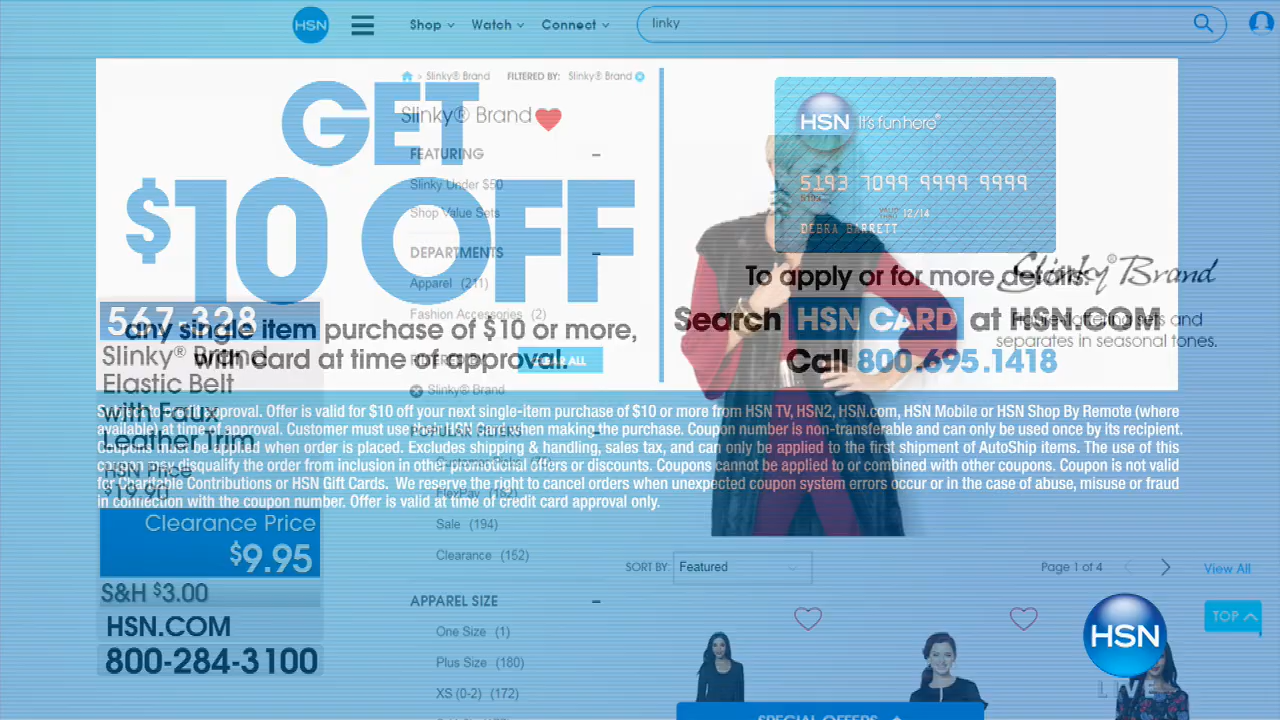 HSN
Shop
Watch
Connect
linky
Slinky® Brand
FILTERED BY:
Slinky® Brand
Slinky® Brand
GET
$10 OFF
any single item purchase of $10 or more,
with card at time of approval.
FEATURING
Slinky Under $50
Shop Value Sets
DEPARTMENTS
Apparel (211)
Fashion Accessories (2)
Slinky® Brand
POPULAR FILTERS
FlexPay (162)
Sale (194)
Clearance (152)
APPAREL SIZE
One Size (1)
Plus Size (180)
XS (0-2) (172)
HSN It's fun here®
5193 7099 9999 9999
5193
VALID THRU 12/14
DEBRA BARRETT
To apply or for more details:
Search HSN CARD at HSN.COM
Call 800.695.1418
Slinky® Brand
separates in seasonal tones.
567-328
Slinky® Brand
Elastic Belt
with Faux
Leather Trim
HSN Price
$19.90
Clearance Price
$9.95
S&H $3.00
HSN.COM
800-284-3100
Subject to credit approval. Offer is valid for $10 off your next single-item purchase of $10 or more from HSN TV, HSN2, HSN.com, HSN Mobile or HSN Shop By Remote (where
available) at time of approval. Customer must use their HSN Card when making the purchase. Coupon number is non-transferable and can only be used once by its recipient.
Coupons must be applied when order is placed. Excludes shipping & handling, sales tax, and can only be applied to the first shipment of AutoShip items. The use of this
coupon may disqualify the order from inclusion in other promotional offers or discounts. Coupons cannot be applied to or combined with other coupons. Coupon is not valid
for Charitable Contributions or HSN Gift Cards. We reserve the right to cancel orders when unexpected coupon system errors occur or in the case of abuse, misuse or fraud
in connection with the coupon number. Offer is valid at time of credit card approval only.
SORT BY:
Featured
Page 1 of 4
View All
TOP
HSN
LIVE
SPECIAL OFFERS